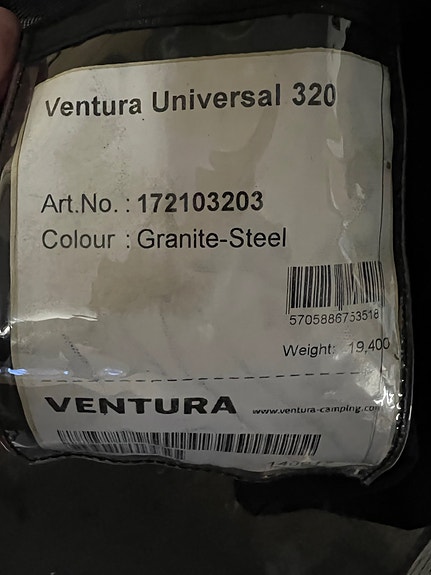 Ventura Universal 320
Art.No. : 172103203
Colour : Granite-Steel
5705886753518
Weight: 19,400
VENTURA www.ventura-camping.com